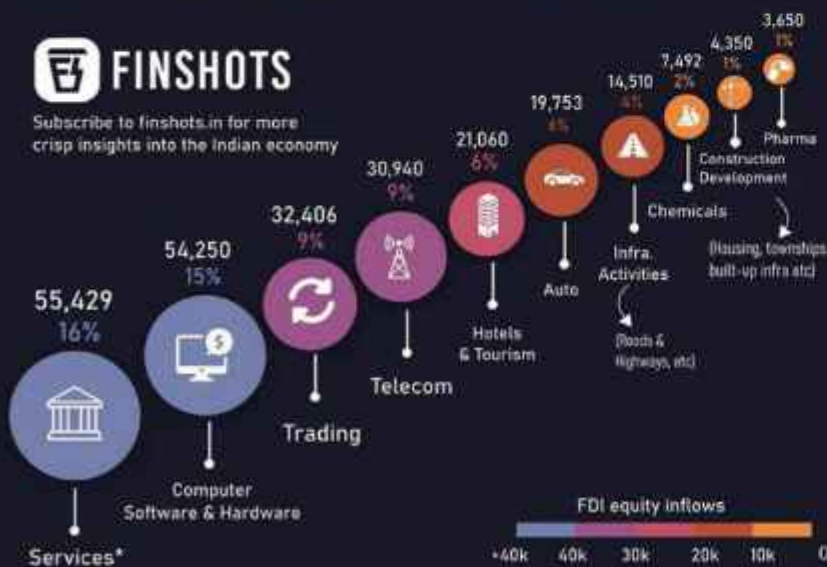 FINSHOTS
Subscribe to finshots.in for more
crisp insights into the Indian economy
55,429
16%
Services*
54,250
15%
Computer
Software & Hardware
32,406
9%
Trading
30,940
9%
Telecom
21,060
6%
Hotels
& Tourism
19,753
6%
Auto
14,510
4%
Infra.
Activities
(Roads &
Highways, etc)
7,492
2%
Chemicals
4,350
1%
Construction
Development
(Housing, townships,
built-up infra etc)
3,650
1%
Pharma
FDI equity inflows
40k
30k
20k
10k
0